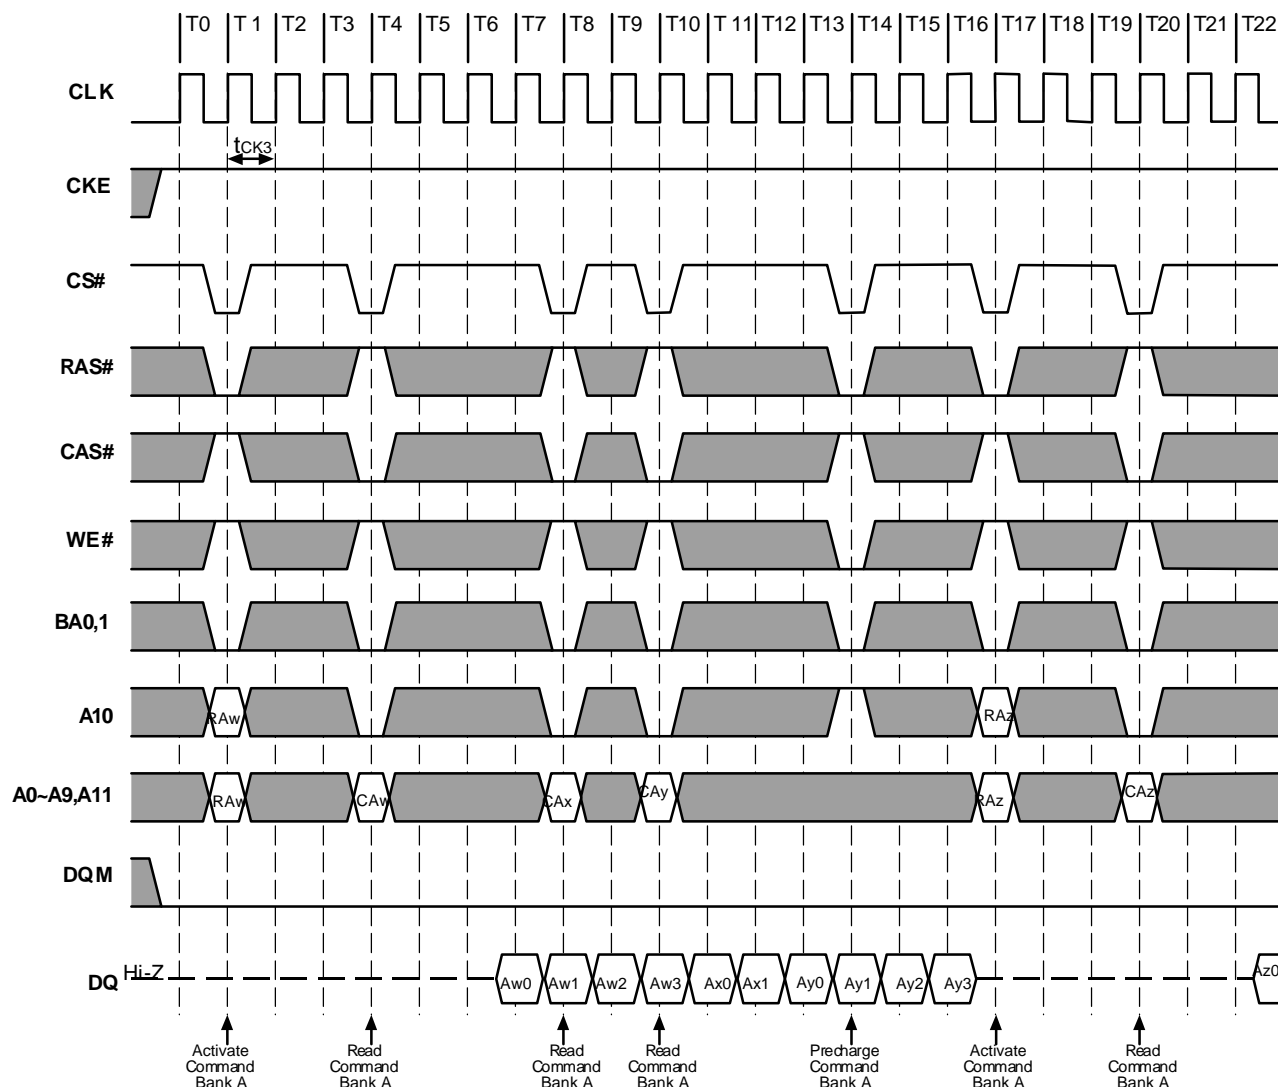 T0 T 1 T2 T3 T4 T5 T6 T7 T8 T9 T10 T 11 T12 T13 T14 T15 T16 T17 T18 T19 T20 T21 T22
CLK
tCK3
CKE
CS#
RAS#
CAS#
WE#
BA0,1
A10 RAw RAz
A0~A9,A11 RAw CAw CAx CAy RAz CAz
DQM
DQ Hi-Z Aw0 Aw1 Aw2 Aw3 Ax0 Ax1 Ay0 Ay1 Ay2 Ay3 Az0
Activate Read Read Read Precharge Activate Read
Command Command Command Command Command Command Command
Bank A Bank A Bank A Bank A Bank A Bank A Bank A